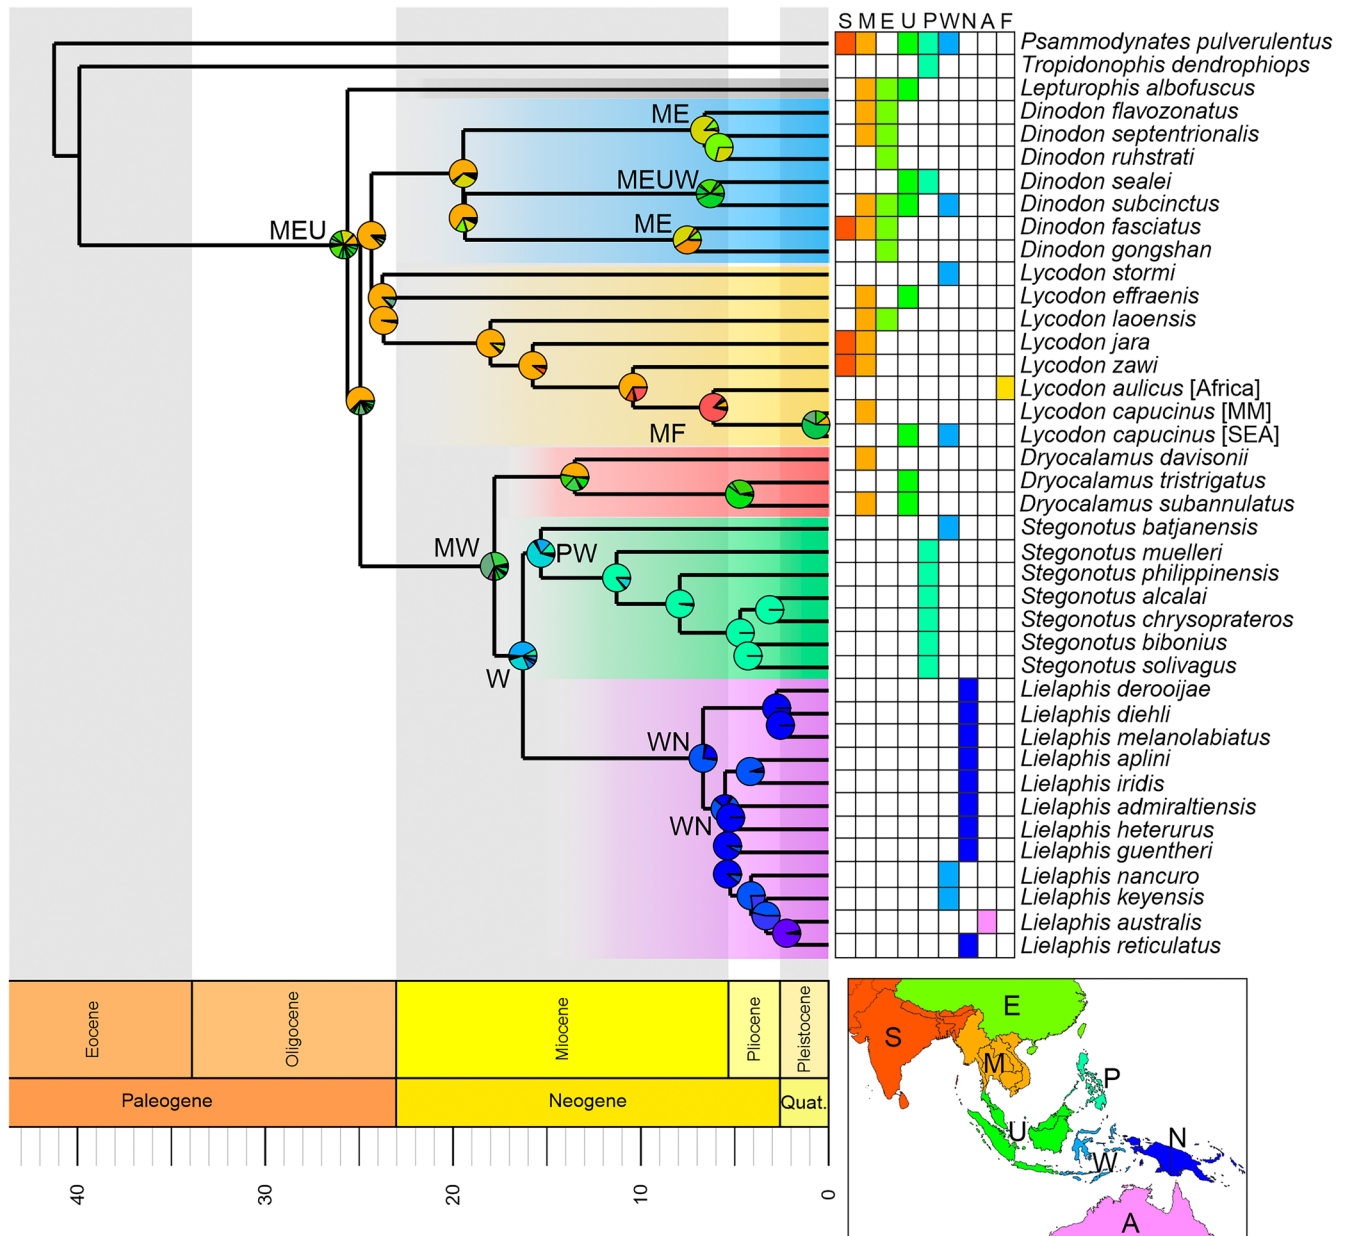 S M E U P W N A F
Psammodynates pulverulentus
Tropidonophis dendrophiops
Lepturophis albofuscus
ME
Dinodon flavozonatus
Dinodon septentrionalis
Dinodon ruhstrati
MEUW
Dinodon sealei
Dinodon subcinctus
MEU
ME
Dinodon fasciatus
Dinodon gongshan
Lycodon stormi
Lycodon effraenis
Lycodon laoensis
Lycodon jara
Lycodon zawi
Lycodon aulicus [Africa]
Lycodon capucinus [MM]
MF
Lycodon capucinus [SEA]
Dryocalamus davisonii
Dryocalamus tristrigatus
Dryocalamus subannulatus
Stegonotus batjanensis
MW
PW
Stegonotus muelleri
Stegonotus philippinensis
Stegonotus alcalai
Stegonotus chrysoprateros
Stegonotus bibonius
Stegonotus solivagus
W
Lielaphis derooijae
Lielaphis diehli
WN
Lielaphis melanolabiatus
Lielaphis aplini
Lielaphis iridis
Lielaphis admiraltiensis
WN
Lielaphis heterurus
Lielaphis guentheri
Lielaphis nancuro
Lielaphis keyensis
Lielaphis australis
Lielaphis reticulatus
Eocene
Oligocene
Miocene
Pliocene
Pleistocene
Paleogene
Neogene
Quat.
40
30
20
10
0
E
S
M
P
U
N
W
A